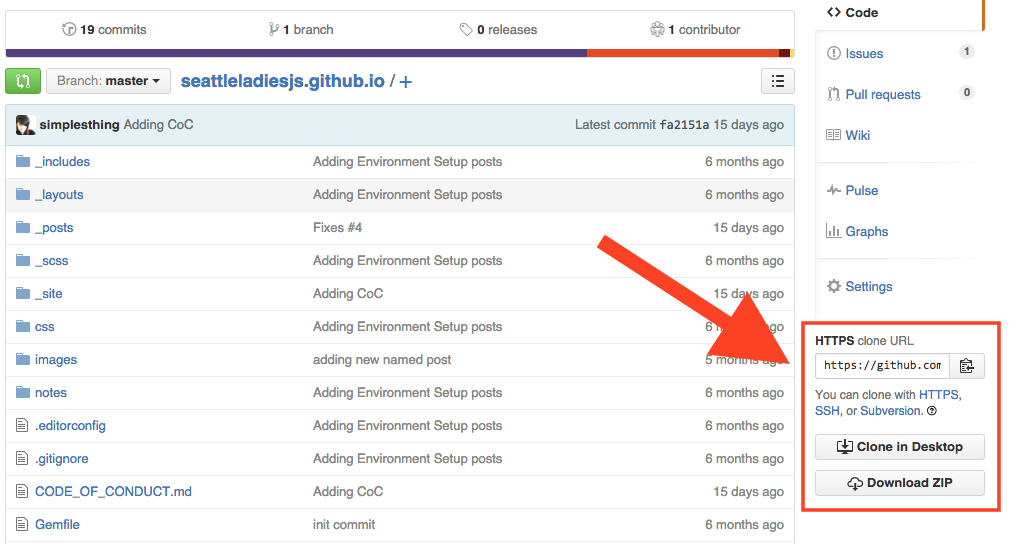 19 commits 1 branch 0 releases 1 contributor
Branch: master seattleladiesjs.github.io / +
simplesthing Adding CoC Latest commit fa2151a 15 days ago
_includes Adding Environment Setup posts 6 months ago
_layouts Adding Environment Setup posts 6 months ago
_posts Fixes #4 15 days ago
_scss Adding Environment Setup posts 6 months ago
_site Adding CoC 15 days ago
css Adding Environment Setup posts 6 months ago
images adding new named post 5 months ago
notes Adding Environment Setup posts 6 months ago
.editorconfig Adding Environment Setup posts 6 months ago
.gitignore Adding Environment Setup posts 6 months ago
CODE_OF_CONDUCT.md Adding CoC 15 days ago
Gemfile init commit 6 months ago
Code
Issues 1
Pull requests 0
Wiki
Pulse
Graphs
Settings
HTTPS clone URL
https://github.com
You can clone with HTTPS,
SSH, or Subversion.
Clone in Desktop
Download ZIP